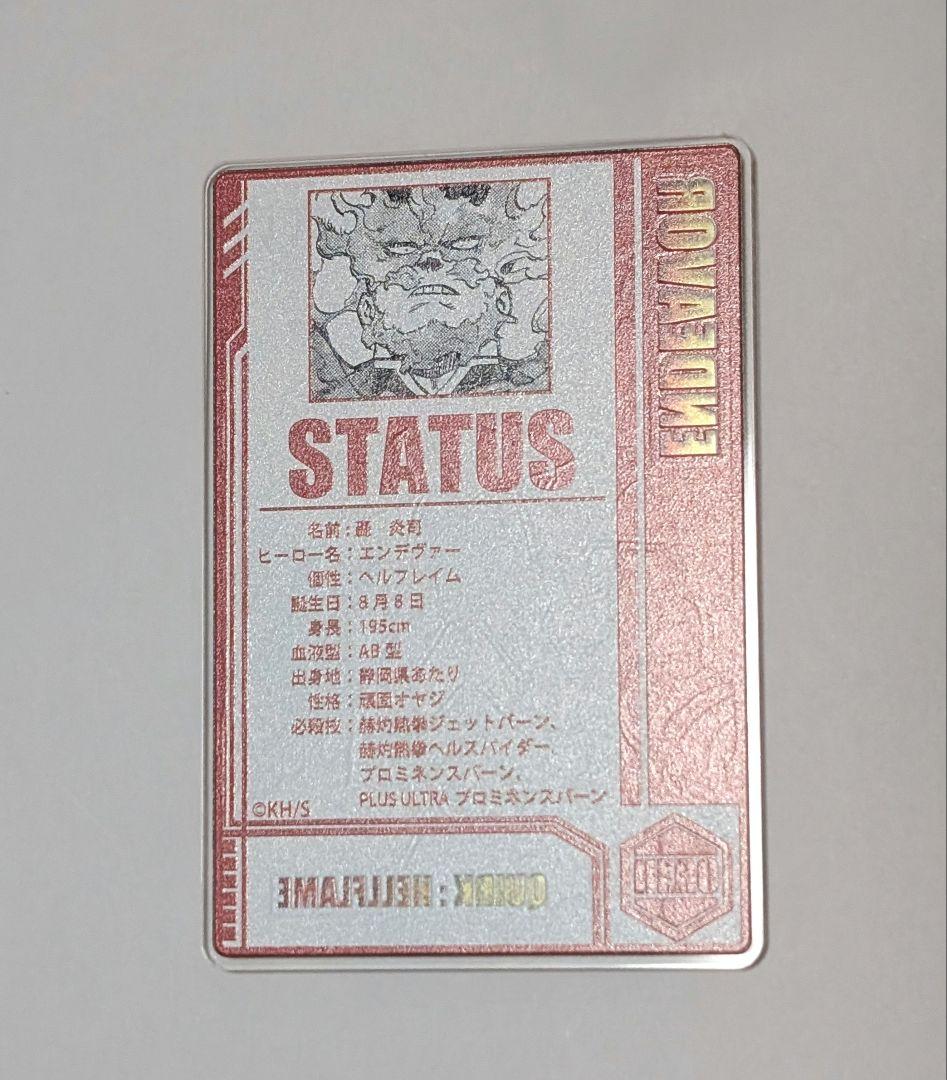 ENDEAVOR
STATUS
名前：轟　炎司
ヒーロー名：エンデヴァー
個性：ヘルフレイム
誕生日：8月8日
身長：195cm
血液型：AB型
出身地：静岡県あたり
性格：頑固オヤジ
必殺技：赫灼熱拳ジェットバーン、
赫灼熱拳ヘルスパイダー、
プロミネンスバーン、
PLUS ULTRA プロミネンスバーン
©KH/S
QUIRK : HELLFLAME